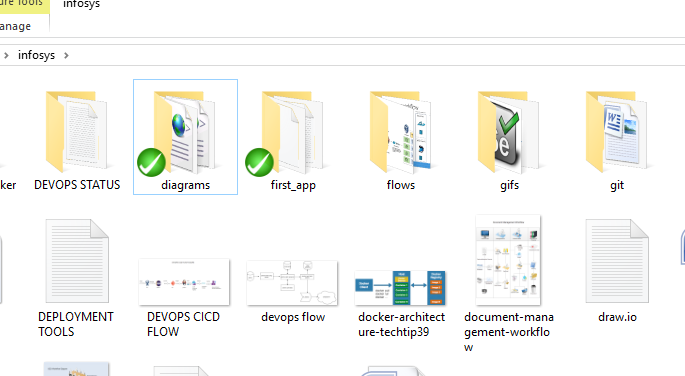 ure Tools
infosys
anage
infosys
ker
DEVOPS STATUS
diagrams
first_app
flows
gifs
git
DEPLOYMENT
TOOLS
DEVOPS CICD
FLOW
devops flow
docker-architect
ure-techtip39
document-mana
gement-workflo
w
draw.io